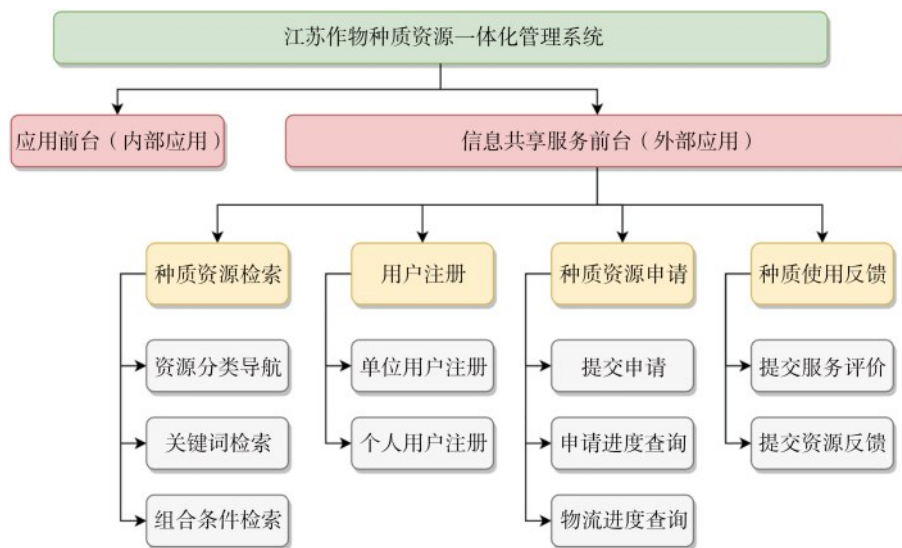 江苏作物种质资源一体化管理系统
应用前台（内部应用）
信息共享服务前台（外部应用）
种质资源检索
用户注册
种质资源申请
种质使用反馈
资源分类导航
单位用户注册
提交申请
提交服务评价
关键词检索
个人用户注册
申请进度查询
提交资源反馈
组合条件检索
物流进度查询